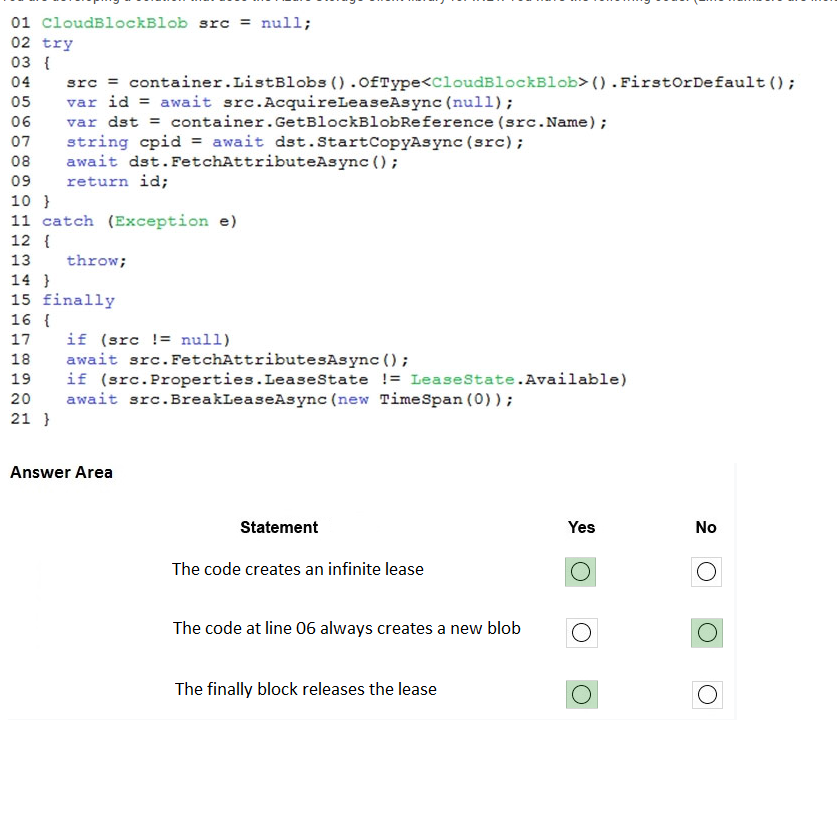 01 CloudBlockBlob src = null;
02 try
03 {
04 src = container.ListBlobs().OfType<CloudBlockBlob>().FirstOrDefault();
05 var id = await src.AcquireLeaseAsync(null);
06 var dst = container.GetBlockBlobReference(src.Name);
07 string cpid = await dst.StartCopyAsync(src);
08 await dst.FetchAttributeAsync();
09 return id;
10 }
11 catch (Exception e)
12 {
13 throw;
14 }
15 finally
16 {
17 if (src != null)
18 await src.FetchAttributesAsync();
19 if (src.Properties.LeaseState != LeaseState.Available)
20 await src.BreakLeaseAsync(new TimeSpan(0));
21 }
Answer Area
Statement Yes No
The code creates an infinite lease
The code at line 06 always creates a new blob
The finally block releases the lease